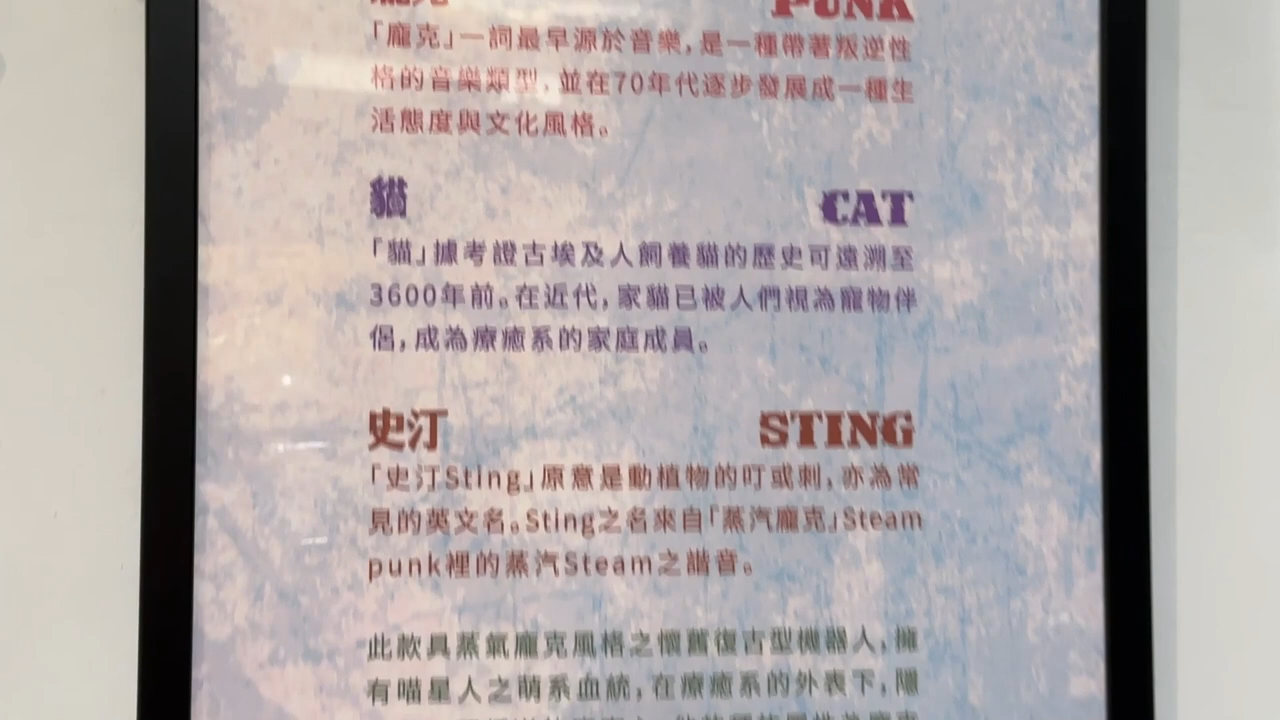 PUNK
「龐克」一詞最早源於音樂,是一種帶著叛逆性
格的音樂類型,並在70年代逐步發展成一種生
活態度與文化風格。
貓 CAT
「貓」據考證古埃及人飼養貓的歷史可遠溯至
3600年前。在近代,家貓已被人們視為寵物伴
侶,成為療癒系的家庭成員。
史汀 STING
「史汀Sting」原意是動植物的叮或刺,亦為常
見的英文名。Sting之名來自「蒸汽龐克」Steam
punk裡的蒸汽Steam之諧音。
此款具蒸氣龐克風格之懷舊復古型機器人,擁
有喵星人之萌系血統,在療癒系的外表下,隱